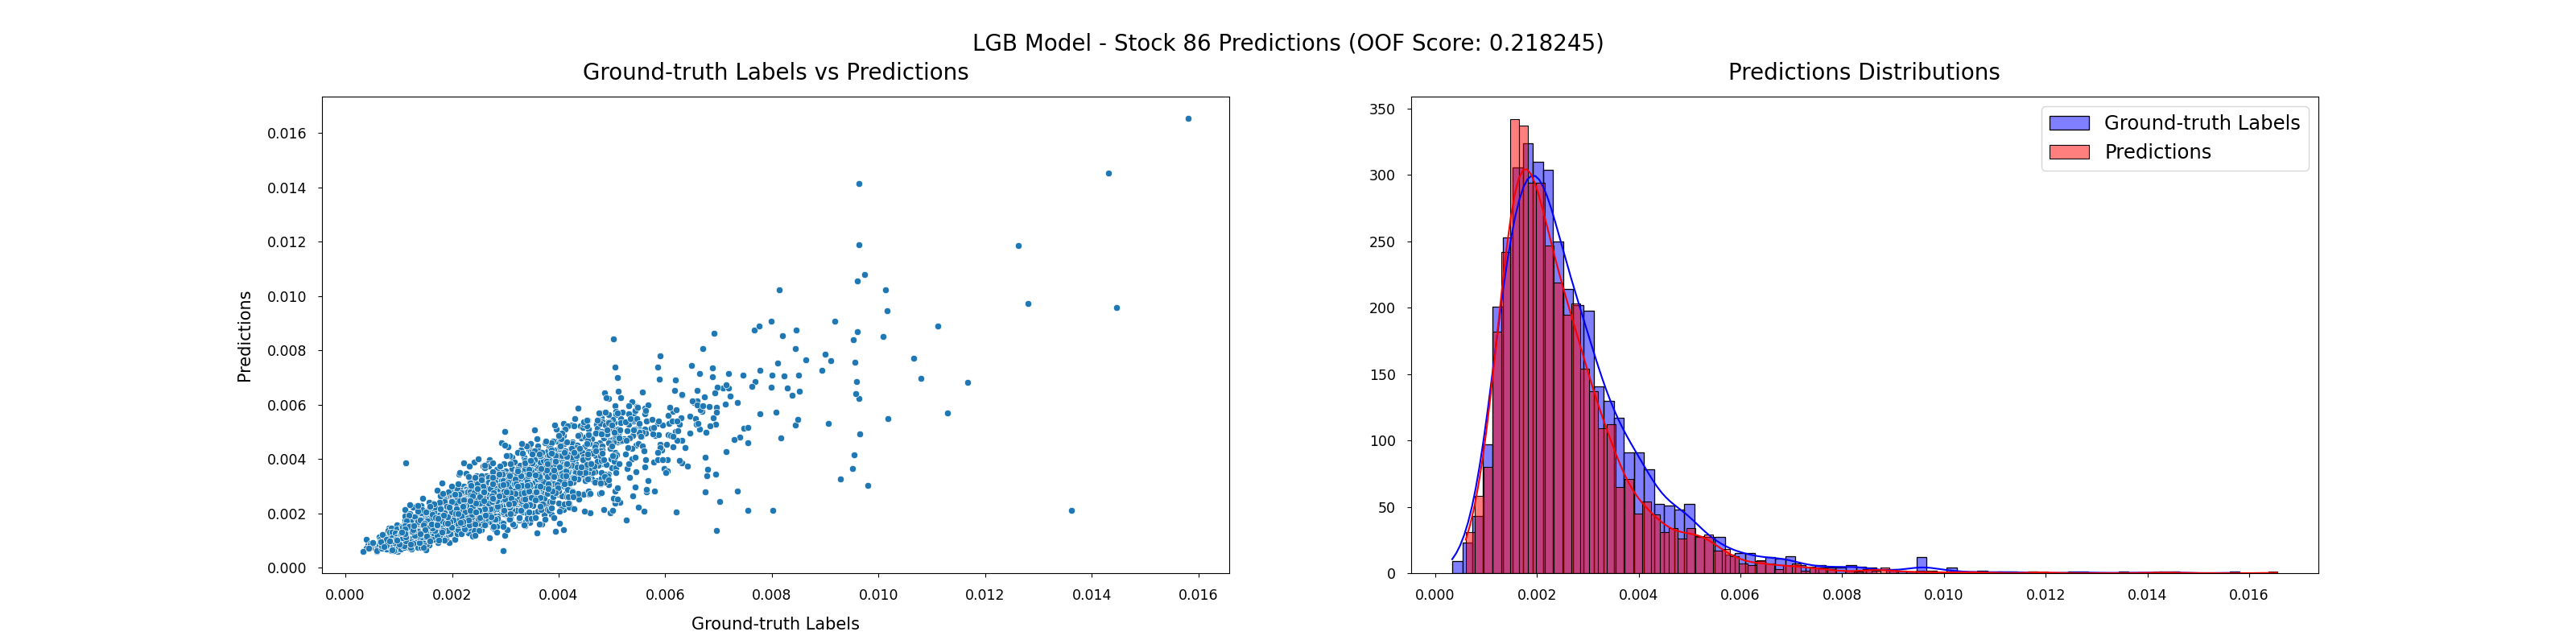 LGB Model - Stock 86 Predictions (OOF Score: 0.218245)
Ground-truth Labels vs Predictions
0.016
0.014
0.012
0.010
0.008
0.006
0.004
0.002
0.000
Predictions
0.000 0.002 0.004 0.006 0.008 0.010 0.012 0.014 0.016
Ground-truth Labels
Predictions Distributions
350
300
250
200
150
100
50
0
Ground-truth Labels
Predictions
0.000 0.002 0.004 0.006 0.008 0.010 0.012 0.014 0.016